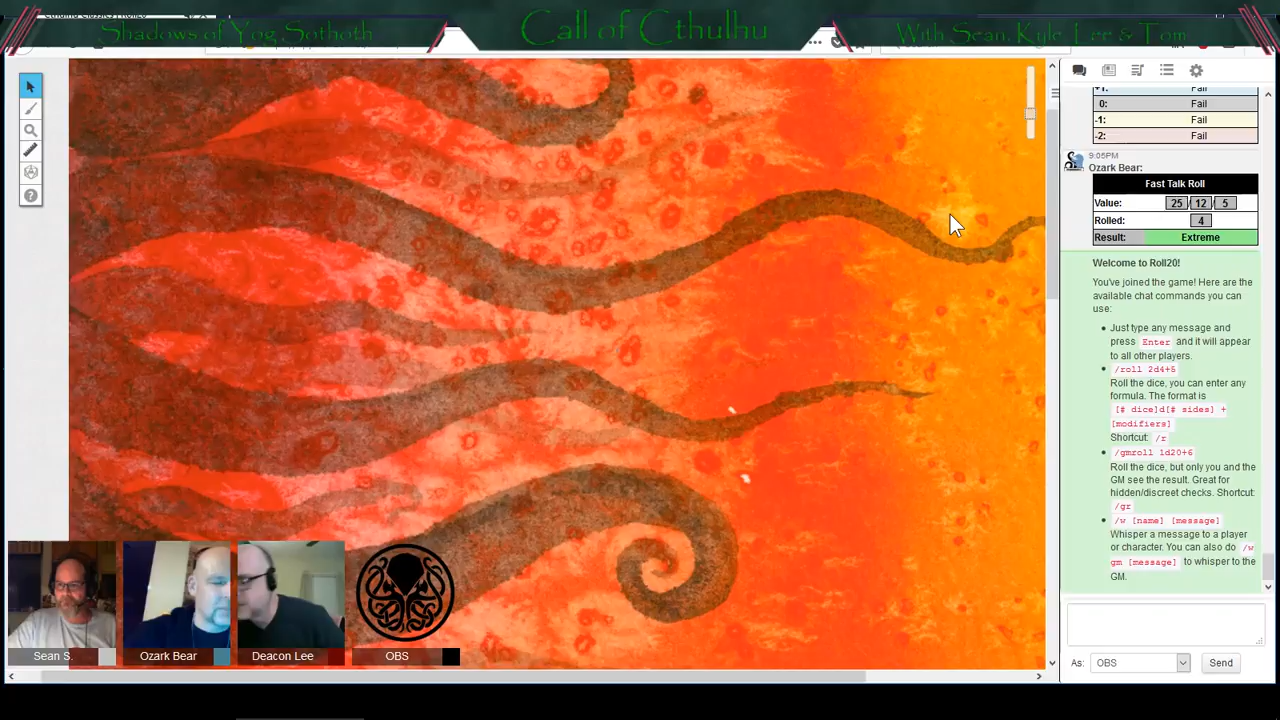 Shadows of Yog Sothoth
Call of Cthulhu
With Sean, Kyle, Lee & Tom
+1: Fail
0: Fail
-1: Fail
-2: Fail
9:05PM
Ozark Bear:
Fast Talk Roll
Value: 25 12 5
Rolled: 4
Result: Extreme
Welcome to Roll20!
You've joined the game! Here are the
available chat commands you can
use:
Just type any message and
press Enter and it will appear
to all other players.
/roll 2d4+5
Roll the dice, you can enter any
formula. The format is
[# dice]d[# sides] +
[modifiers]
Shortcut: /r
/gmroll 1d20+6
Roll the dice, but only you and the
GM see the result. Great for
hidden/discreet checks. Shortcut:
/gr
/w [name] [message]
Whisper a message to a player
or character. You can also do /w
gm [message] to whisper to the
GM.
Sean S.
Ozark Bear
Deacon Lee
OBS
As: OBS
Send